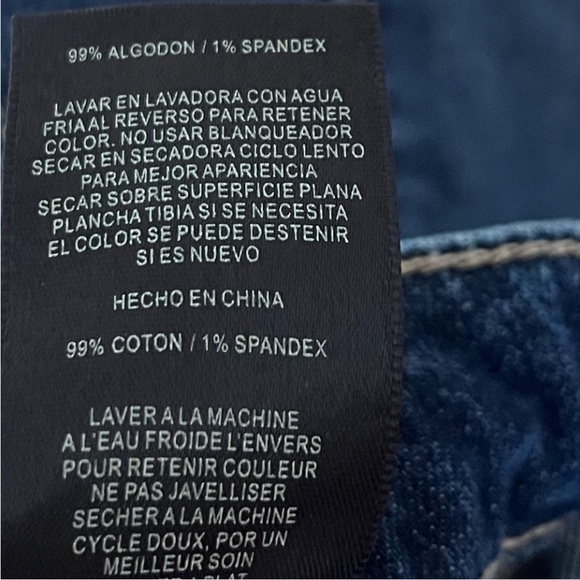 99% ALGODON / 1% SPANDEX
LAVAR EN LAVADORA CON AGUA
FRIA AL REVERSO PARA RETENER
COLOR. NO USAR BLANQUEADOR
SECAR EN SECADORA CICLO LENTO
PARA MEJOR APARIENCIA
SECAR SOBRE SUPERFICIE PLANA
PLANCHA TIBIA SI SE NECESITA
EL COLOR SE PUEDE DESTENIR
SI ES NUEVO
HECHO EN CHINA
99% COTON / 1% SPANDEX
LAVER A LA MACHINE
A L'EAU FROIDE L'ENVERS
POUR RETENIR COULEUR
NE PAS JAVELLISER
SECHER A LA MACHINE
CYCLE DOUX, POR UN
MEILLEUR SOIN
A PLAT